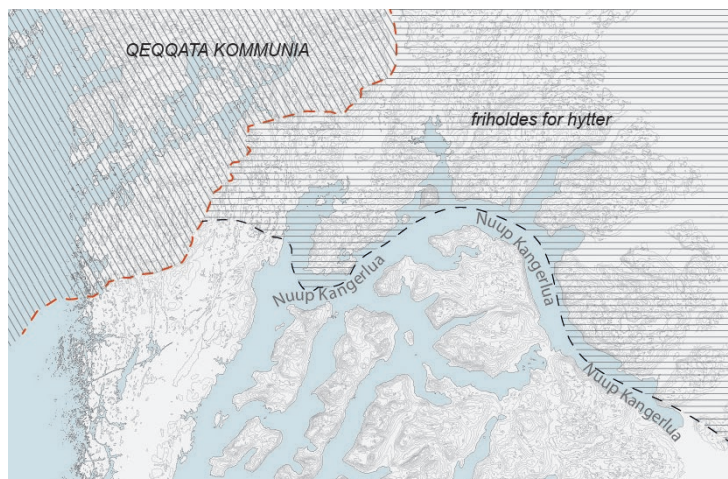 QEQQATA KOMMUNIA
friholdes for hytter
Nuup Kangerlua
Nuup Kangerlua
Nuup Kangerlua